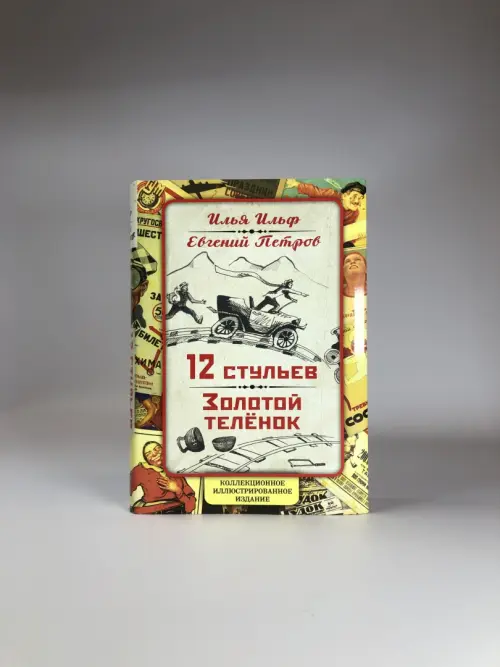 Илья Ильф
Евгений Петров
12 стульев
Золотой
телёнок
КОЛЛЕКЦИОННОЕ
ИЛЛЮСТРИРОВАННОЕ
ИЗДАНИЕ